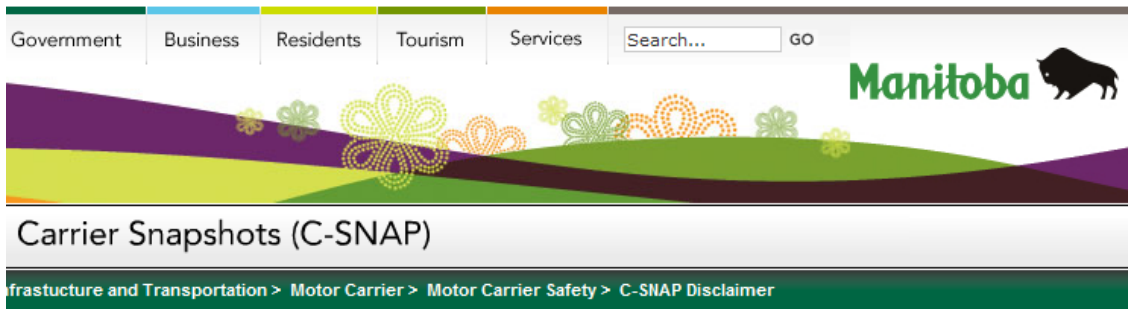 Government Business Residents Tourism Services Search... GO
Manitoba
Carrier Snapshots (C-SNAP)
nfrastucture and Transportation > Motor Carrier > Motor Carrier Safety > C-SNAP Disclaimer